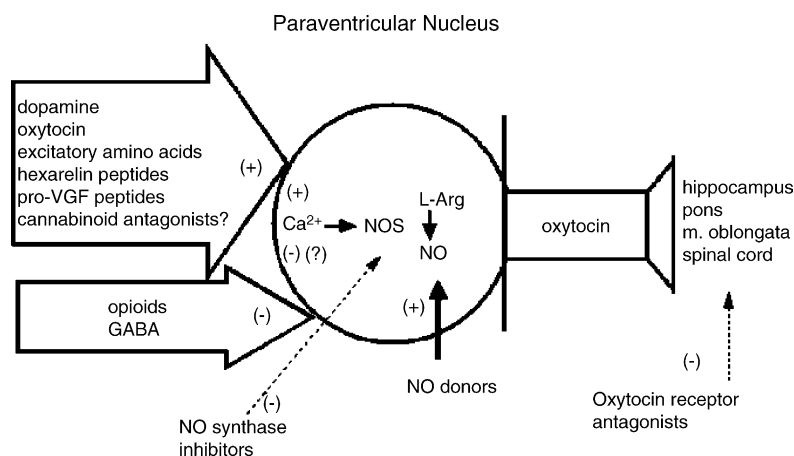 Paraventricular Nucleus
dopamine
oxytocin
excitatory amino acids
hexarelin peptides
pro-VGF peptides
cannabinoid antagonists?
(+)
(+)
Ca²⁺
NOS
(-) (?)
L-Arg
NO
oxytocin
hippocampus
pons
m. oblongata
spinal cord
opioids
GABA
(-)
(+)
NO donors
(-)
NO synthase
inhibitors
(-)
Oxytocin receptor
antagonists